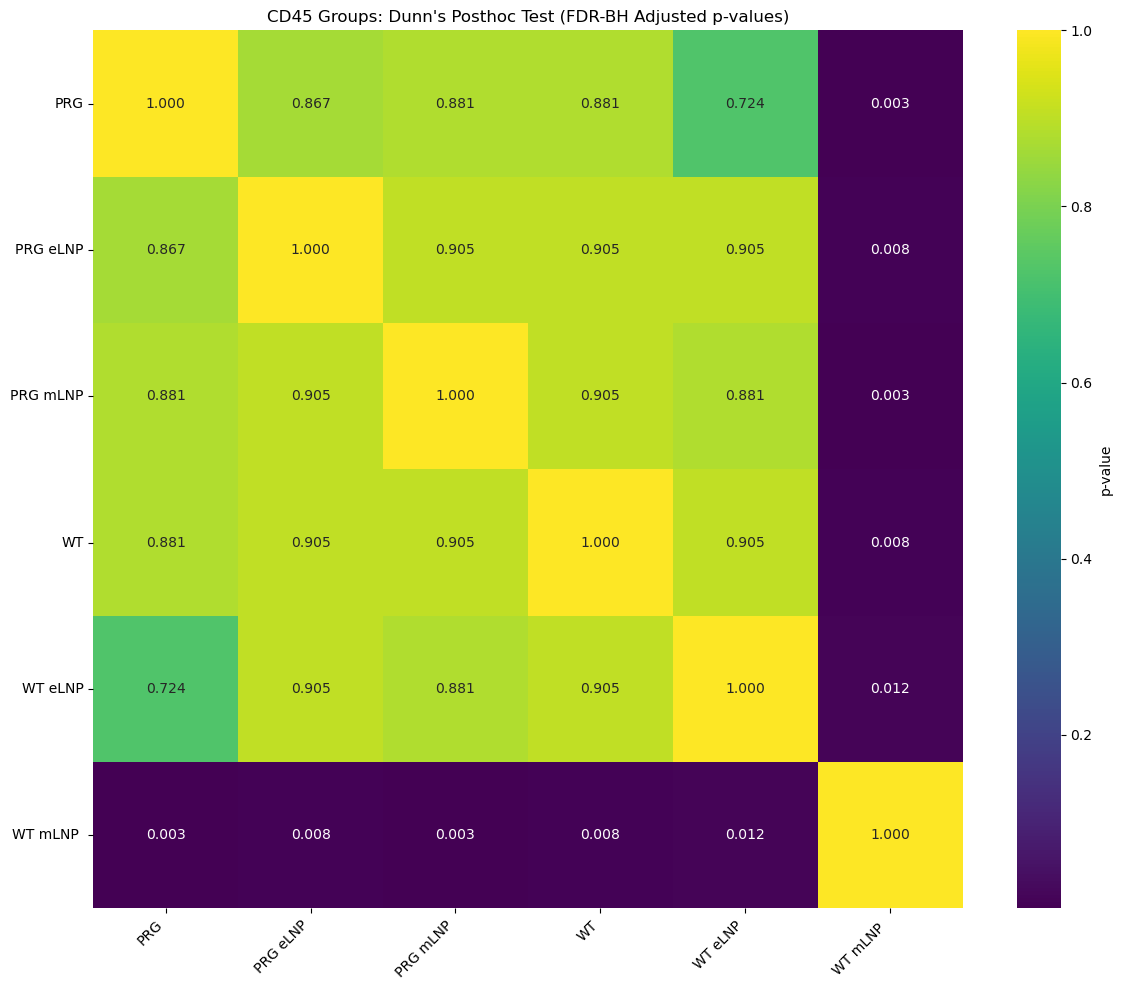 CD45 Groups: Dunn's Posthoc Test (FDR-BH Adjusted p-values)
PRG 1.000 0.867 0.881 0.881 0.724 0.003
PRG eLNP 0.867 1.000 0.905 0.905 0.905 0.008
PRG mLNP 0.881 0.905 1.000 0.905 0.881 0.003
WT 0.881 0.905 0.905 1.000 0.905 0.008
WT eLNP 0.724 0.905 0.881 0.905 1.000 0.012
WT mLNP 0.003 0.008 0.003 0.008 0.012 1.000
PRG PRG eLNP PRG mLNP WT WT eLNP WT mLNP
1.0
0.8
0.6
0.4
0.2
p-value